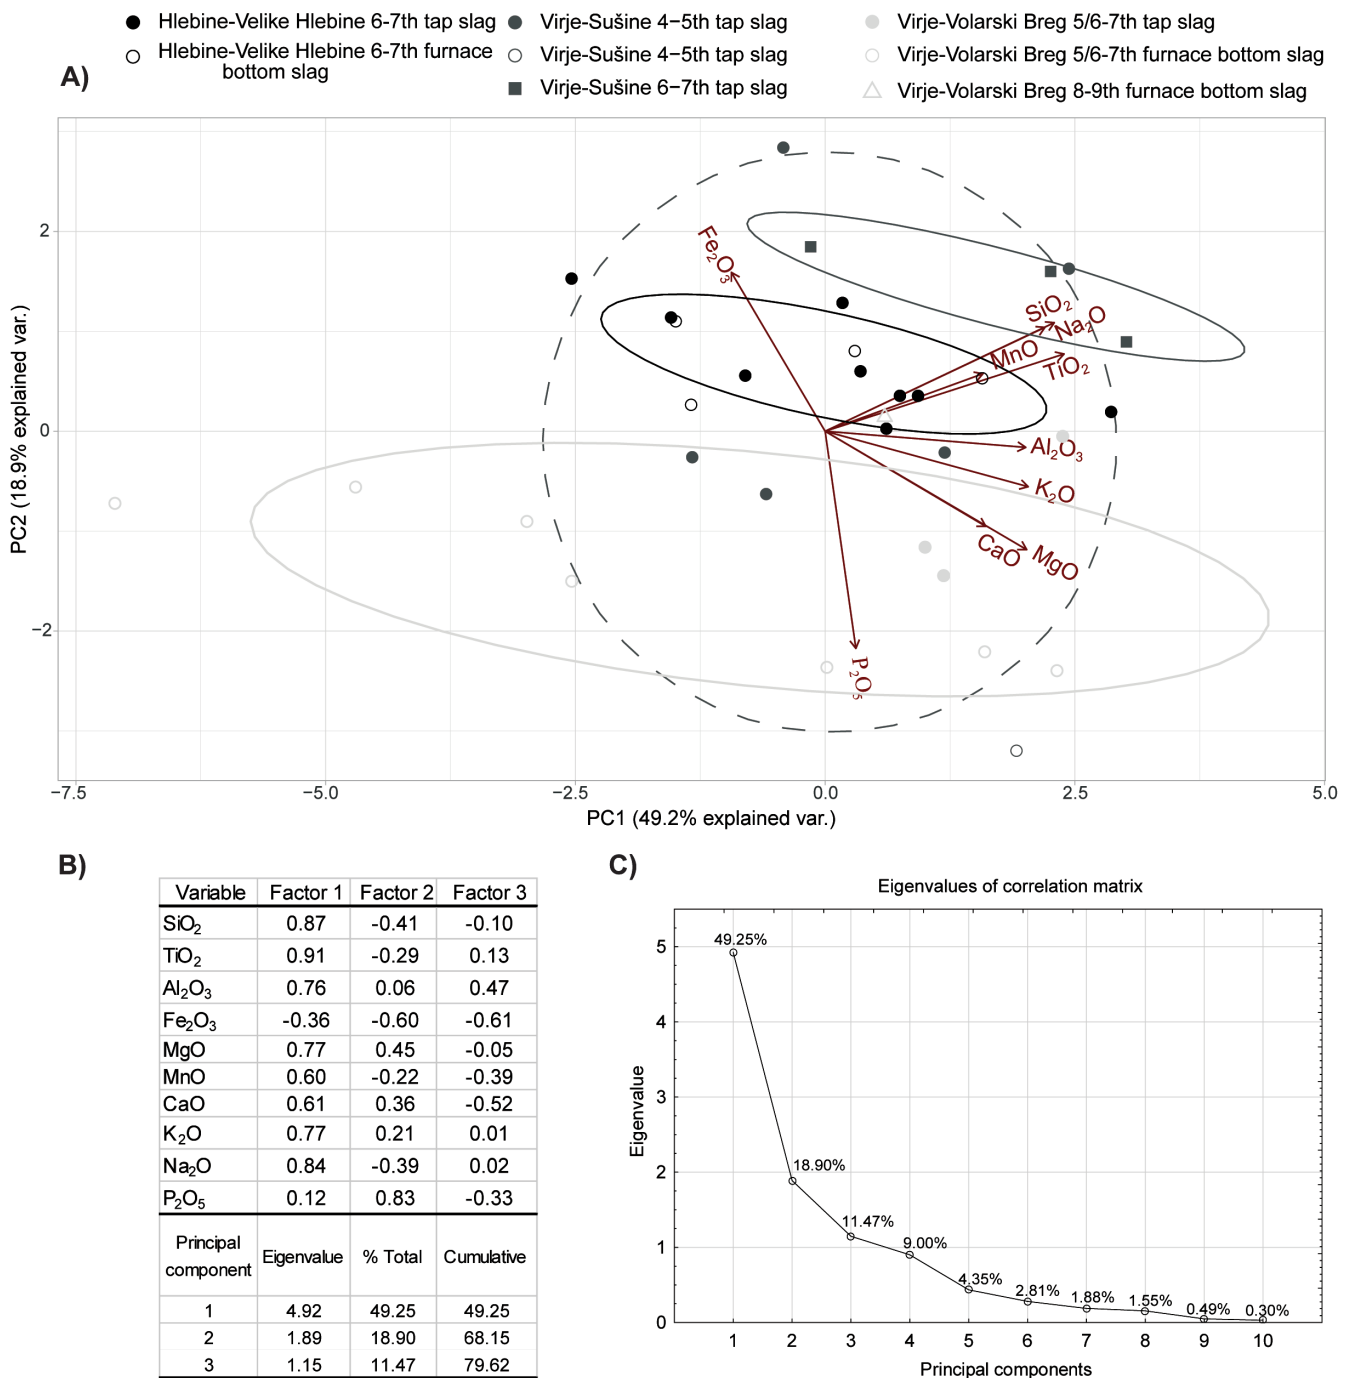 Hlebine-Velike Hlebine 6-7th tap slag
Hlebine-Velike Hlebine 6-7th furnace
bottom slag
Virje-Sušine 4−5th tap slag
Virje-Sušine 4−5th tap slag
Virje-Sušine 6−7th tap slag
Virje-Volarski Breg 5/6-7th tap slag
Virje-Volarski Breg 5/6-7th furnace bottom slag
Virje-Volarski Breg 8-9th furnace bottom slag
A)
PC2 (18.9% explained var.)
2
0
−2
Fe₂O₃
SiO₂
Na₂O
MnO
TiO₂
Al₂O₃
K₂O
CaO
MgO
P₂O₅
−7.5 −5.0 −2.5 0.0 2.5 5.0
PC1 (49.2% explained var.)
B)
Variable Factor 1 Factor 2 Factor 3
SiO₂ 0.87 -0.41 -0.10
TiO₂ 0.91 -0.29 0.13
Al₂O₃ 0.76 0.06 0.47
Fe₂O₃ -0.36 -0.60 -0.61
MgO 0.77 0.45 -0.05
MnO 0.60 -0.22 -0.39
CaO 0.61 0.36 -0.52
K₂O 0.77 0.21 0.01
Na₂O 0.84 -0.39 0.02
P₂O₅ 0.12 0.83 -0.33
Principal
component Eigenvalue % Total Cumulative
1 4.92 49.25 49.25
2 1.89 18.90 68.15
3 1.15 11.47 79.62
C)
Eigenvalues of correlation matrix
Eigenvalue
5
4
3
2
1
0
49.25%
18.90%
11.47%
9.00%
4.35%
2.81%
1.88%
1.55%
0.49%
0.30%
1 2 3 4 5 6 7 8 9 10
Principal components